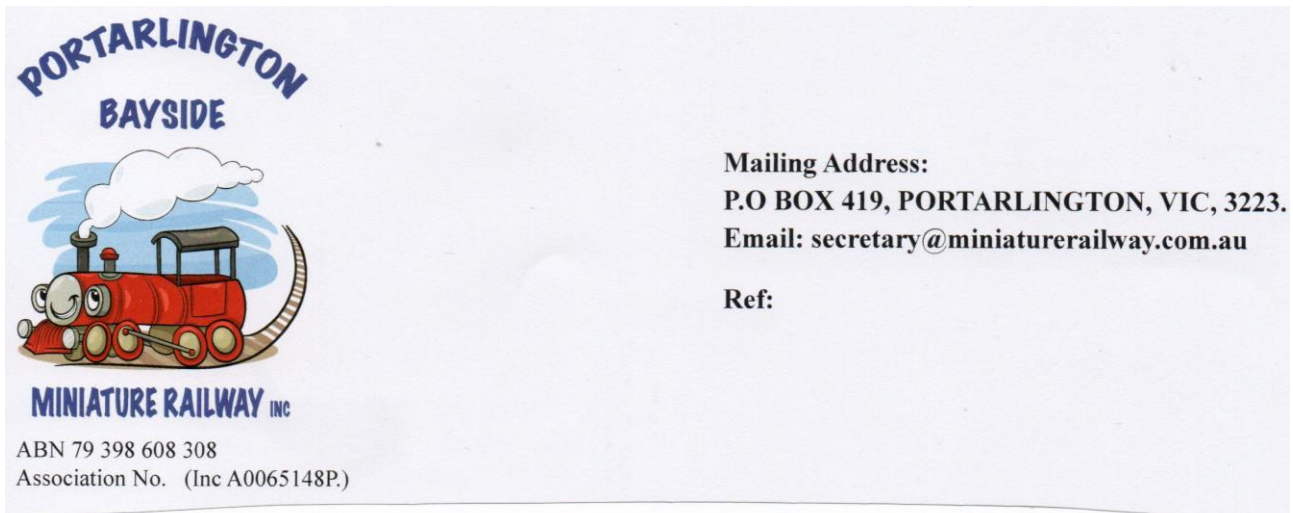 PORTARLINGTON
BAYSIDE
MINIATURE RAILWAY INC
ABN 79 398 608 308
Association No. (Inc A0065148P.)
Mailing Address:
P.O BOX 419, PORTARLINGTON, VIC, 3223.
Email: secretary@miniaturerailway.com.au
Ref: